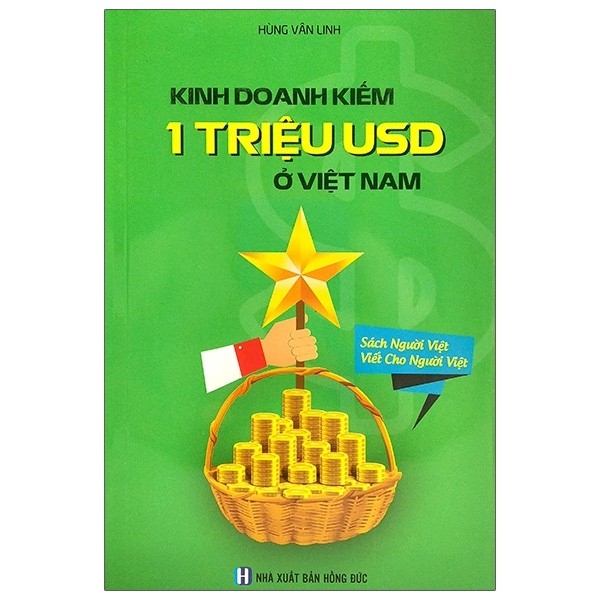 HÙNG VÂN LINH
KINH DOANH KIẾM
1 TRIỆU USD
Ở VIỆT NAM
Sách Người Việt
Viết Cho Người Việt
H NHÀ XUẤT BẢN HỒNG ĐỨC